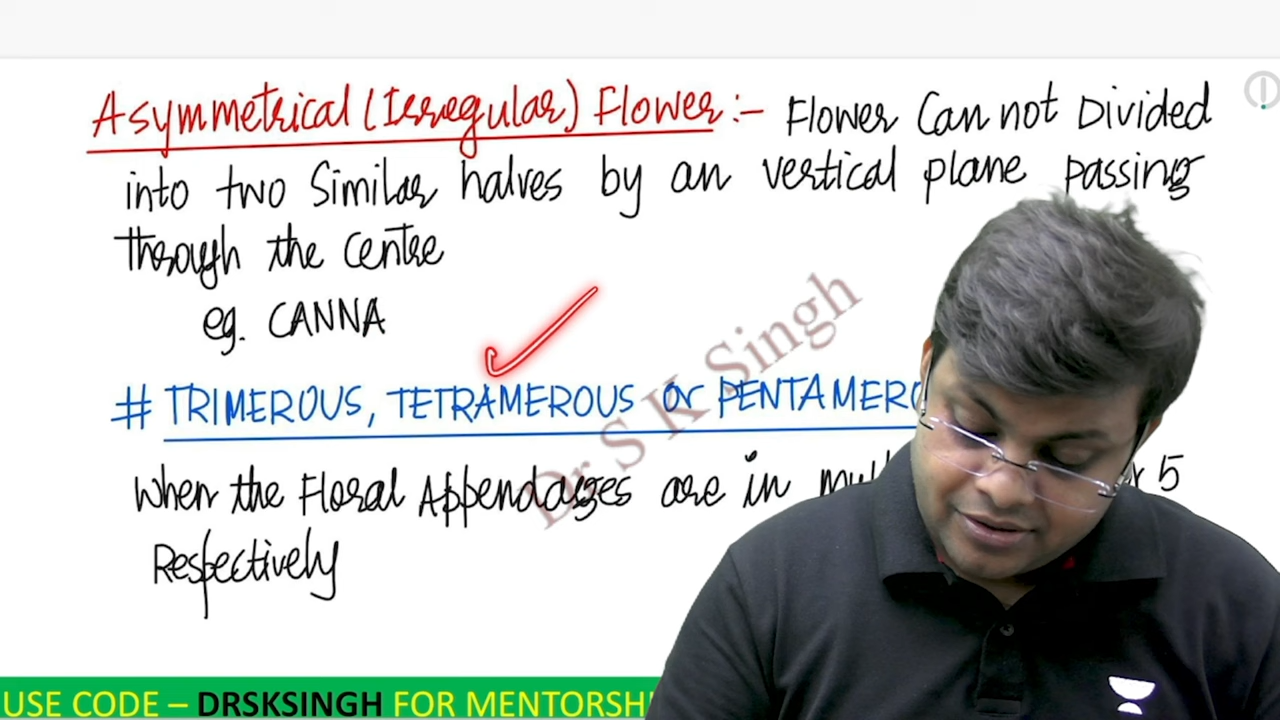 Asymmetrical (Irregular) Flower:- Flower Can not Divided
into two Similar halves by an vertical plane passing
through the Centre
eg. CANNA
# TRIMEROUS, TETRAMEROUS or PENTAMERO
When the Floral Appendages are in 5
Respectively
Dr S K Singh
USE CODE – DRSKSINGH FOR MENTORSHI